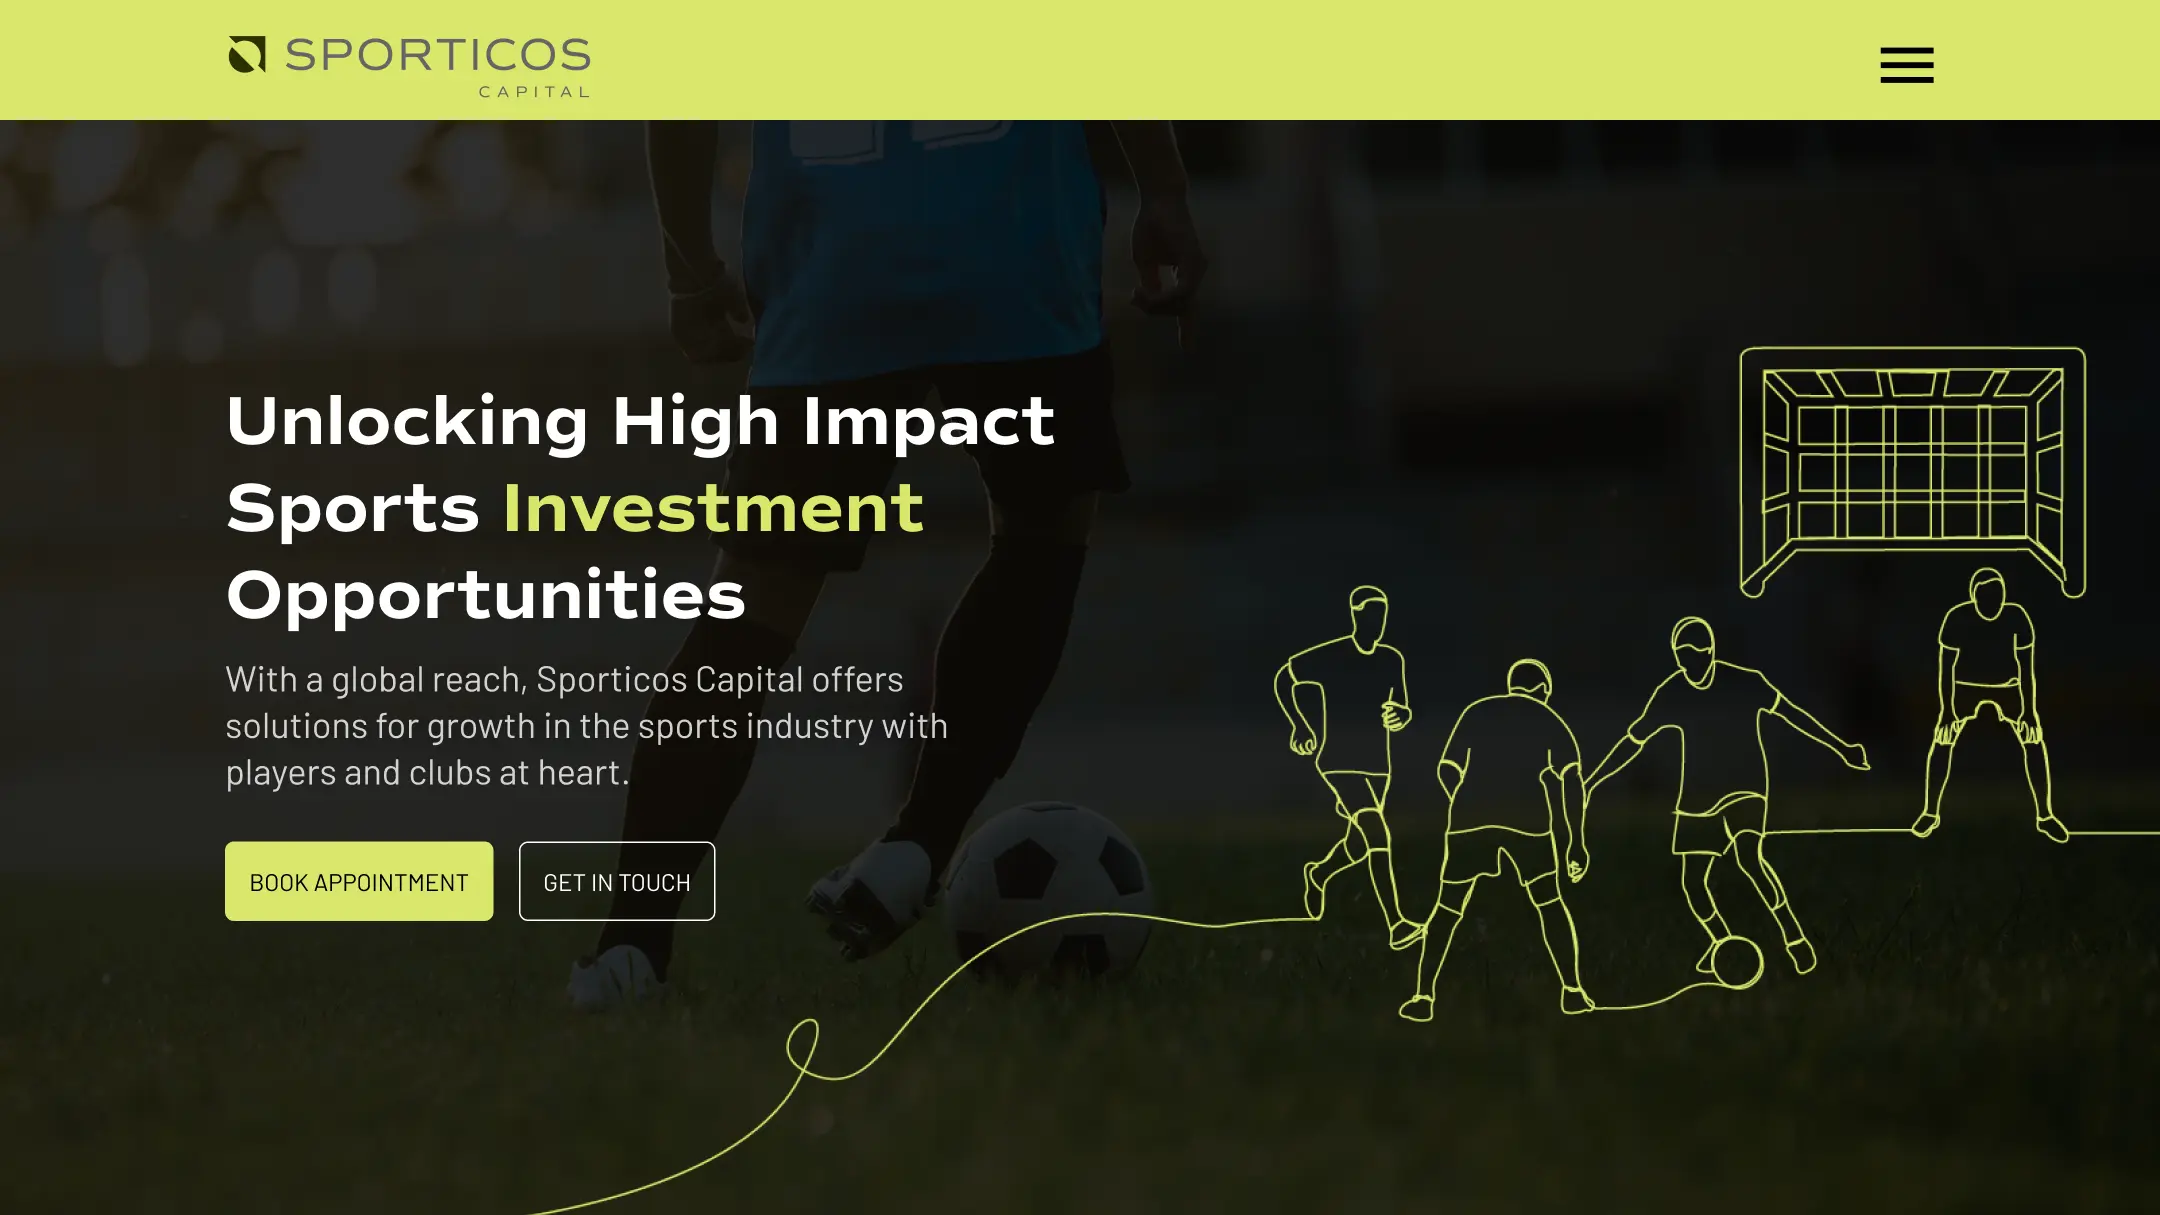 SPORTICOS
CAPITAL
Unlocking High Impact
Sports Investment
Opportunities
With a global reach, Sporticos Capital offers
solutions for growth in the sports industry with
players and clubs at heart.
BOOK APPOINTMENT
GET IN TOUCH